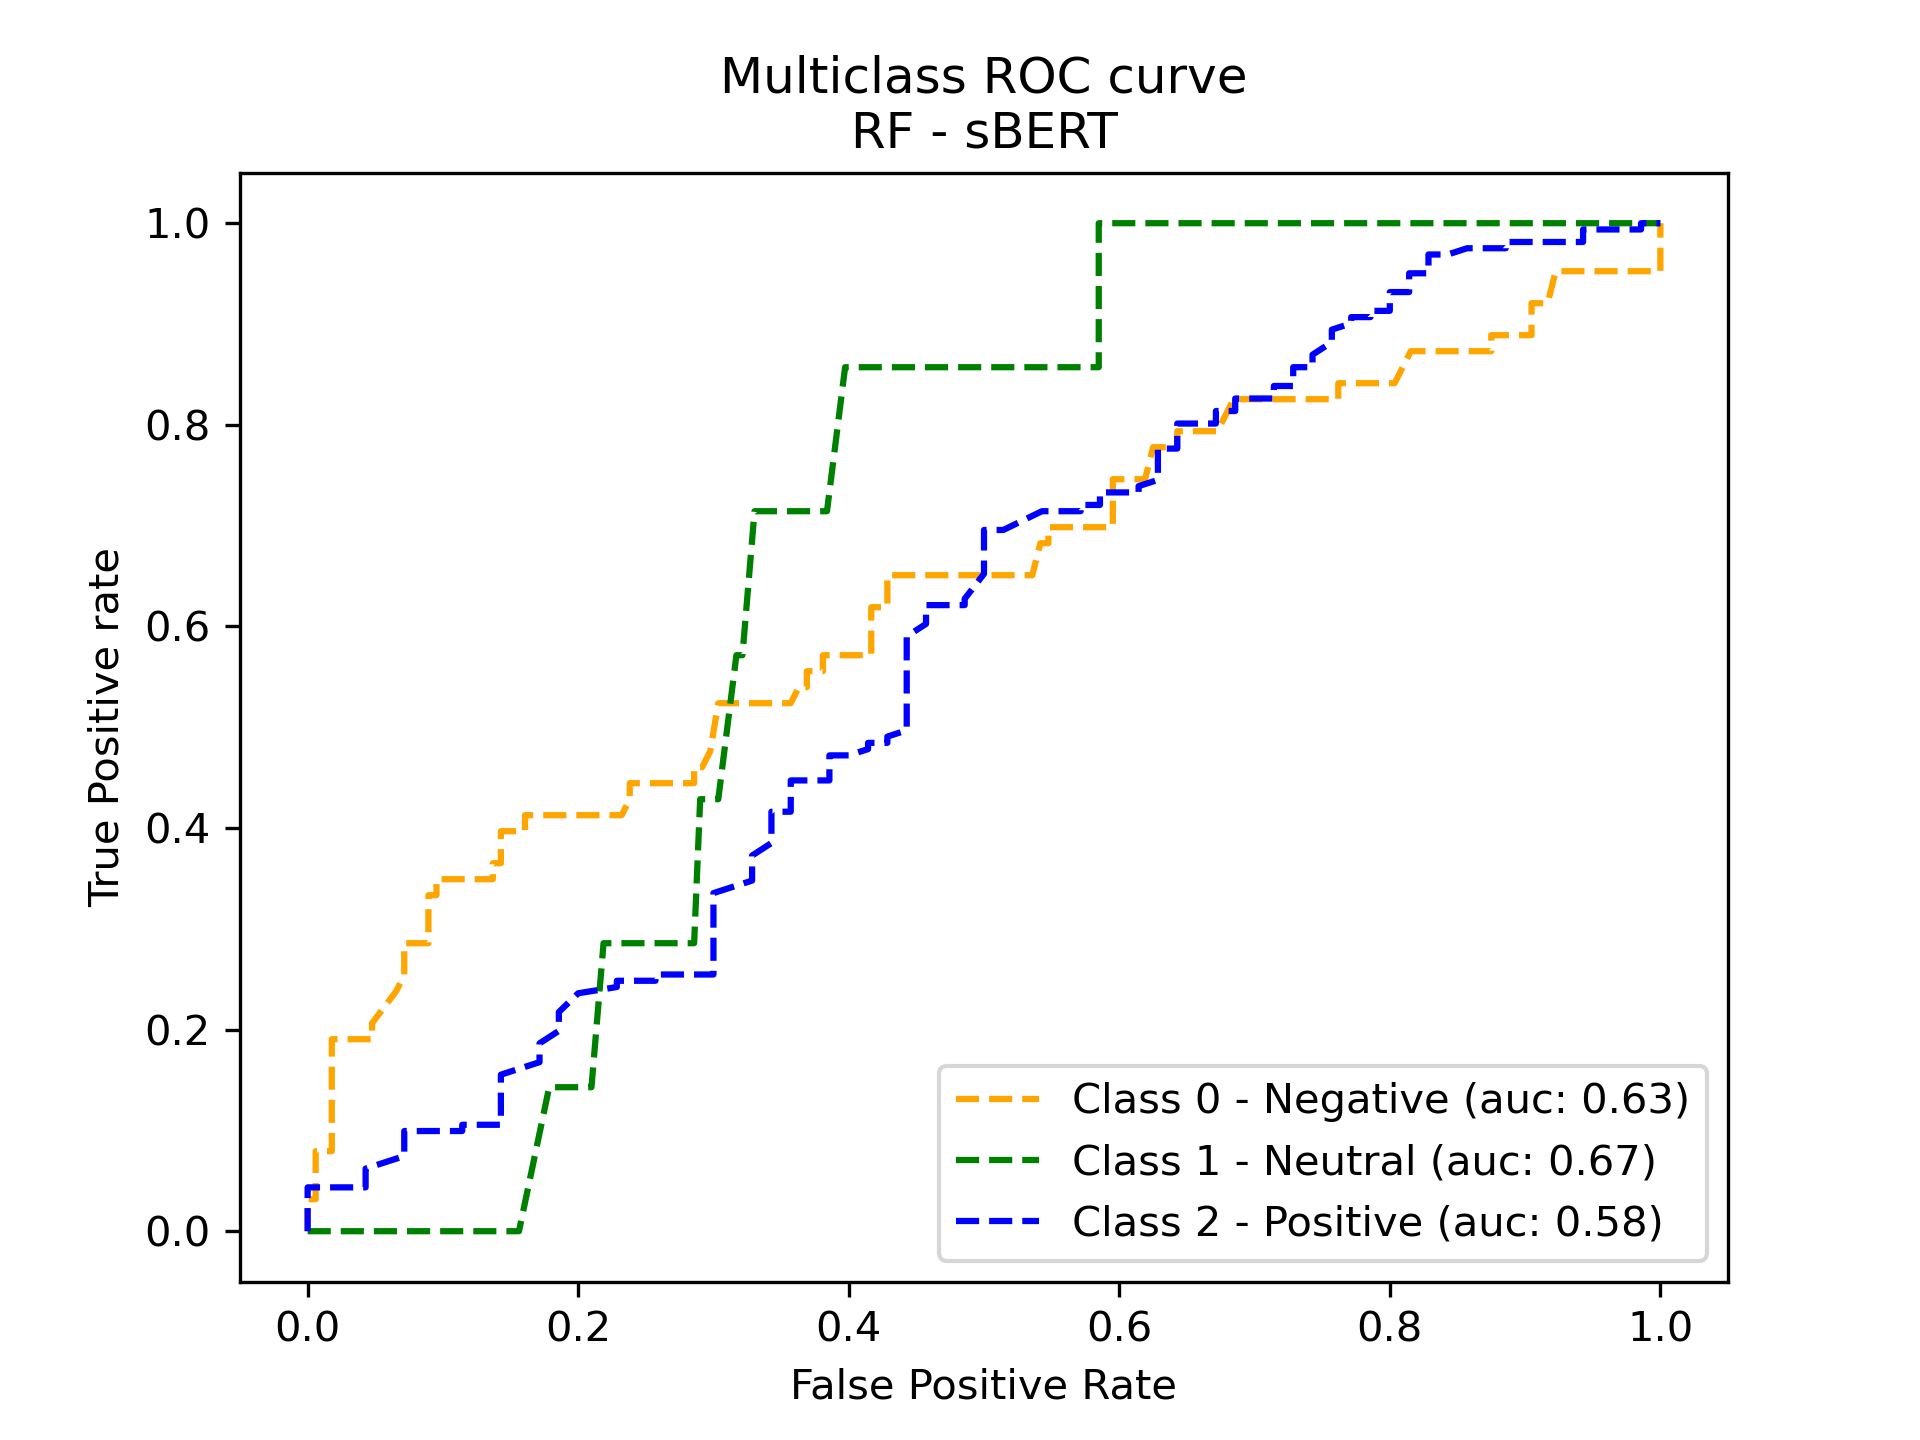 Multiclass ROC curve
RF - sBERT
1.0
0.8
0.6
0.4
0.2
0.0
True Positive rate
Class 0 - Negative (auc: 0.63)
Class 1 - Neutral (auc: 0.67)
Class 2 - Positive (auc: 0.58)
0.0 0.2 0.4 0.6 0.8 1.0
False Positive Rate